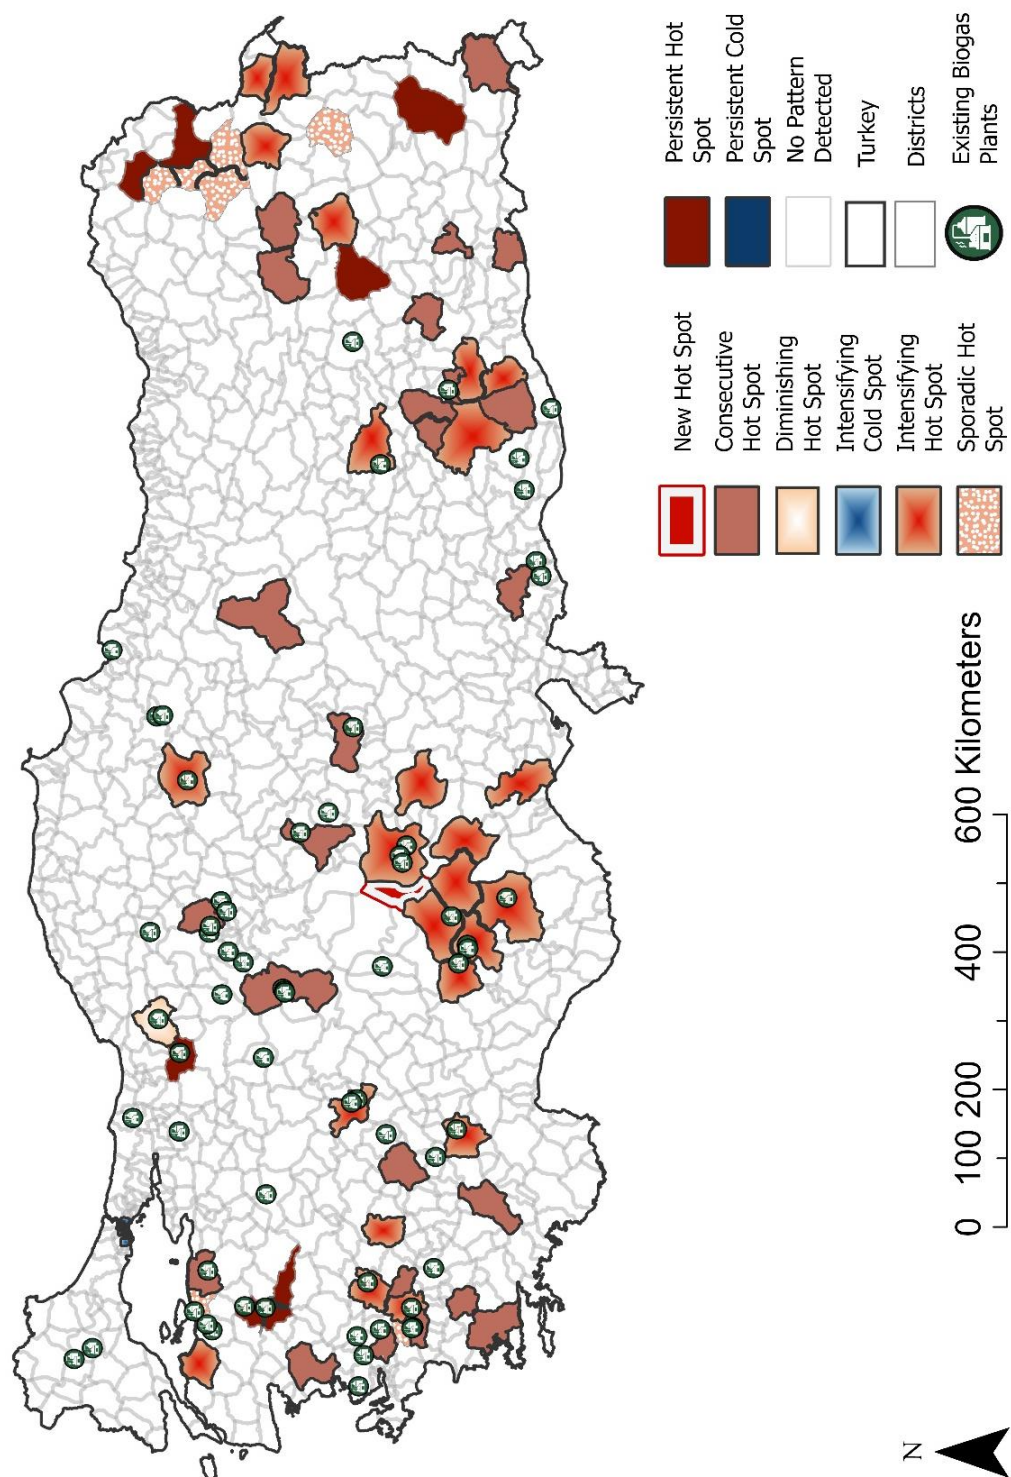 New Hot Spot
Consecutive
Hot Spot
Diminishing
Hot Spot
Intensifying
Cold Spot
Intensifying
Hot Spot
Sporadic Hot
Spot
Persistent Hot
Spot
Persistent Cold
Spot
No Pattern
Detected
Turkey
Districts
Existing Biogas
Plants
N
0 100 200 400 600 Kilometers